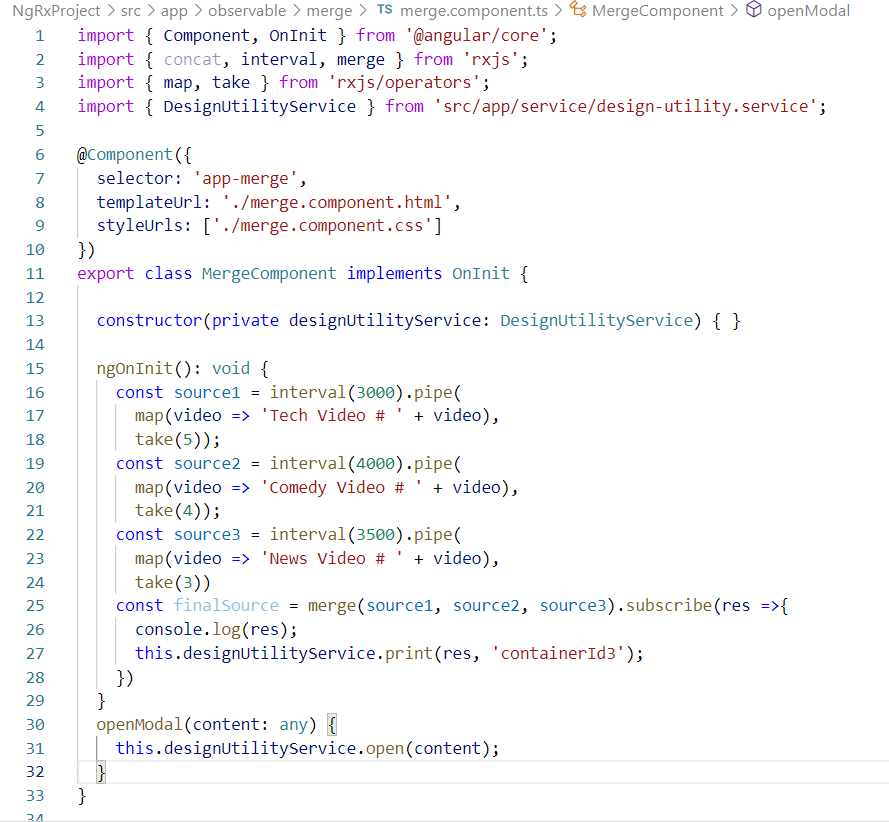 NgRxProject > src > app > observable > merge > TS merge.component.ts > MergeComponent > openModal
1 import { Component, OnInit } from '@angular/core';
2 import { concat, interval, merge } from 'rxjs';
3 import { map, take } from 'rxjs/operators';
4 import { DesignUtilityService } from 'src/app/service/design-utility.service';
5
6 @Component({
7   selector: 'app-merge',
8   templateUrl: './merge.component.html',
9   styleUrls: ['./merge.component.css']
10 })
11 export class MergeComponent implements OnInit {
12
13   constructor(private designUtilityService: DesignUtilityService) { }
14
15   ngOnInit(): void {
16     const source1 = interval(3000).pipe(
17       map(video => 'Tech Video # ' + video),
18       take(5));
19     const source2 = interval(4000).pipe(
20       map(video => 'Comedy Video # ' + video),
21       take(4));
22     const source3 = interval(3500).pipe(
23       map(video => 'News Video # ' + video),
24       take(3))
25     const finalSource = merge(source1, source2, source3).subscribe(res =>{
26       console.log(res);
27       this.designUtilityService.print(res, 'containerId3');
28     })
29   }
30   openModal(content: any) {
31     this.designUtilityService.open(content);
32   }
33 }
34